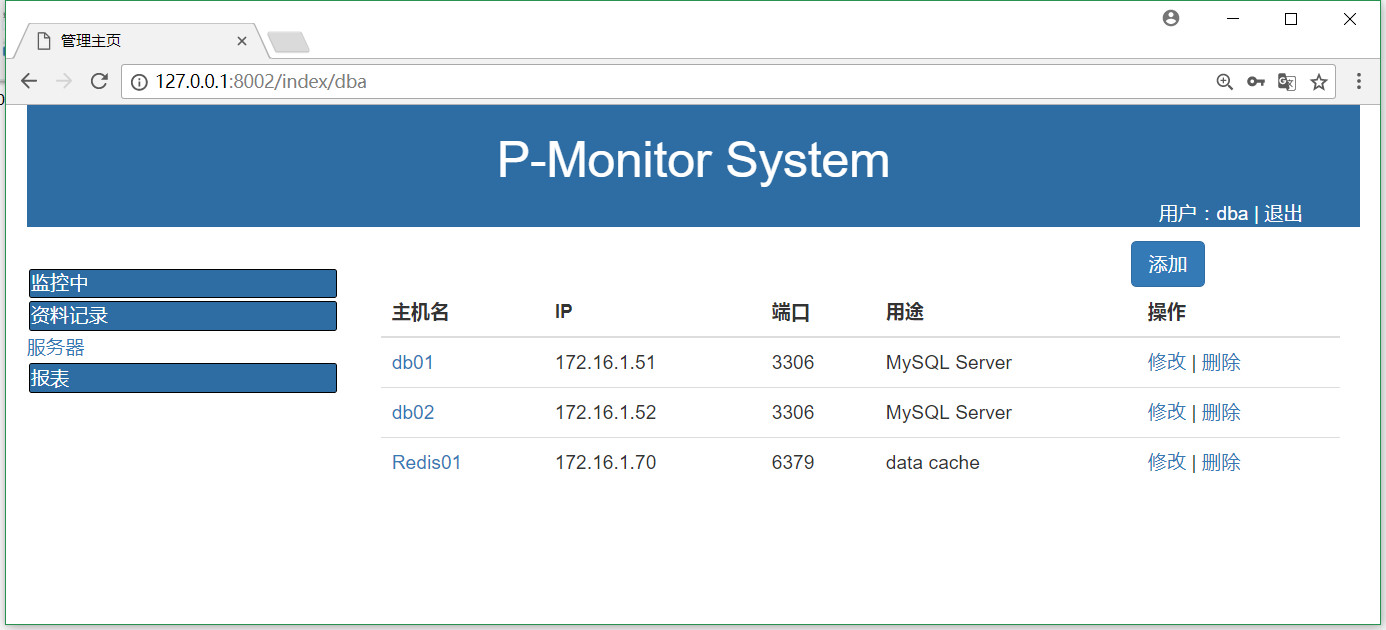 管理主页
127.0.0.1:8002/index/dba
P-Monitor System
用户：dba | 退出
添加
监控中
资料记录
服务器
报表
主机名 IP 端口 用途 操作
db01 172.16.1.51 3306 MySQL Server 修改 | 删除
db02 172.16.1.52 3306 MySQL Server 修改 | 删除
Redis01 172.16.1.70 6379 data cache 修改 | 删除